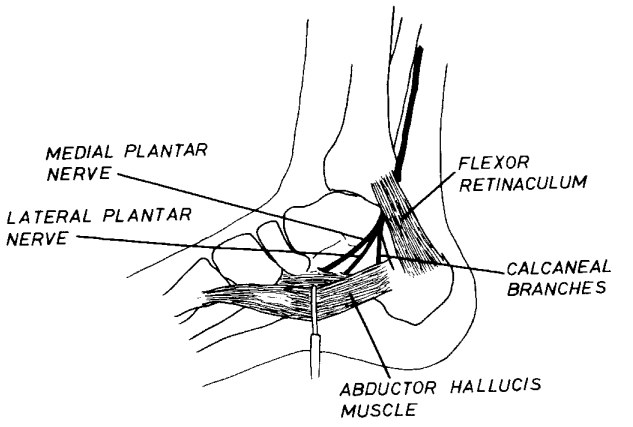 MEDIAL PLANTAR
NERVE
LATERAL PLANTAR
NERVE
FLEXOR
RETINACULUM
CALCANEAL
BRANCHES
ABDUCTOR HALLUCIS
MUSCLE